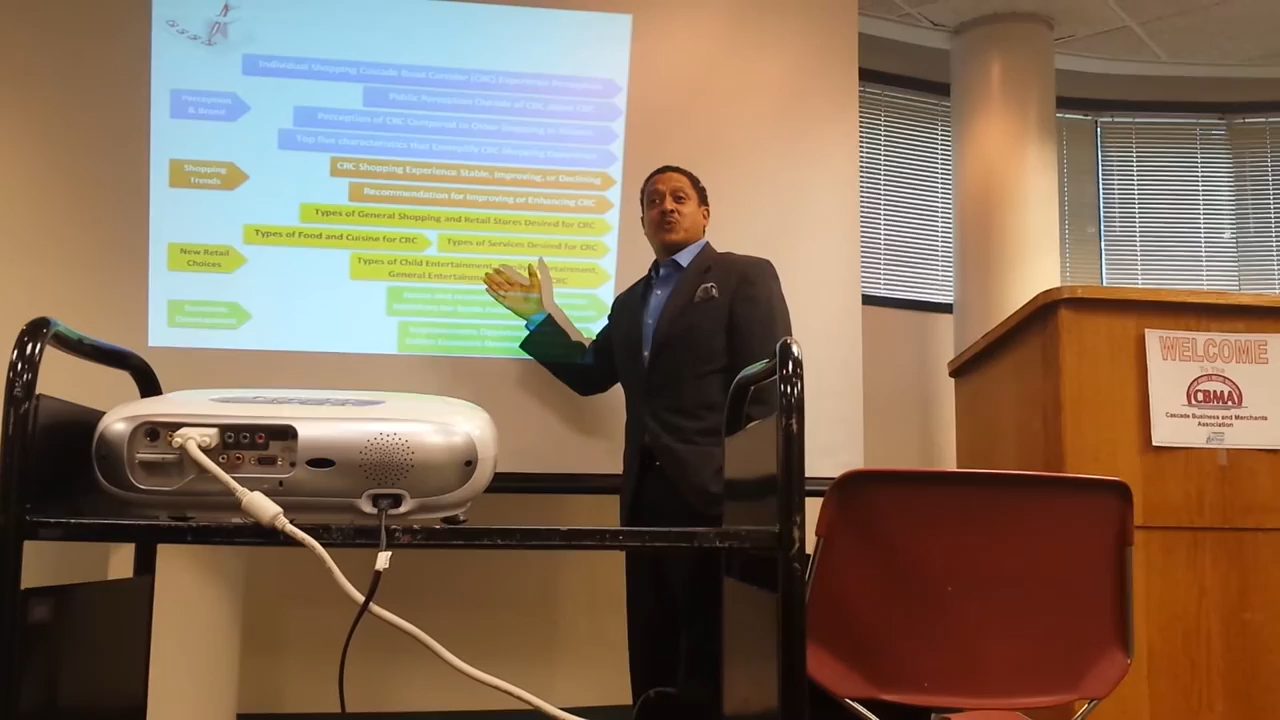 Individual Shopping Cascade Road Corridor (CRC) Experience Perception
Public Perception Outside of CRC about CRC
Perception
& Brand
Perception of CRC Compared to Other Shopping in Atlanta
Top five characteristics that Exemplify CRC Shopping Experience
CRC Shopping Experience Stable, Improving, or Declining
Shopping
Trends
Recommendation for Improving or Enhancing CRC
Types of General Shopping and Retail Stores Desired for CRC
Types of Food and Cuisine for CRC
Types of Services Desired for CRC
New Retail
Choices
Types of Child Entertainment,
General Entertainment
CRC
Economic
Development
WELCOME
To The
CBMA
Cascade Business and Merchants
Association